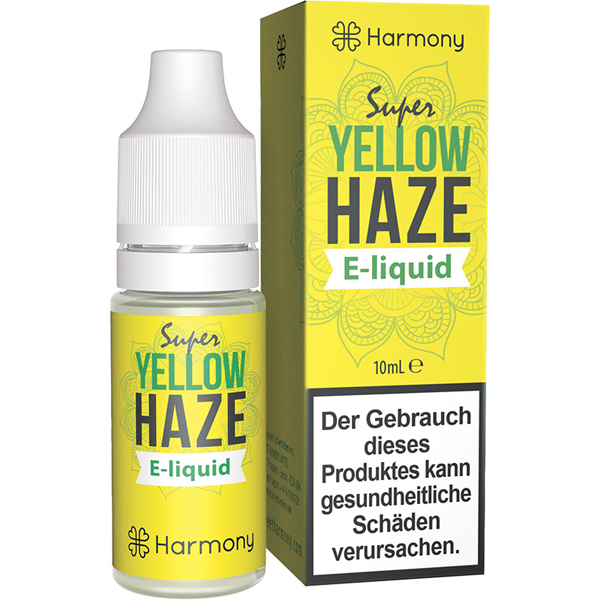 Harmony
Super
YELLOW
HAZE
E-liquid
10mL ℮
Der Gebrauch
dieses
Produktes kann
gesundheitliche
Schäden
verursachen.
Super
YELLOW
HAZE
E-liquid
Harmony